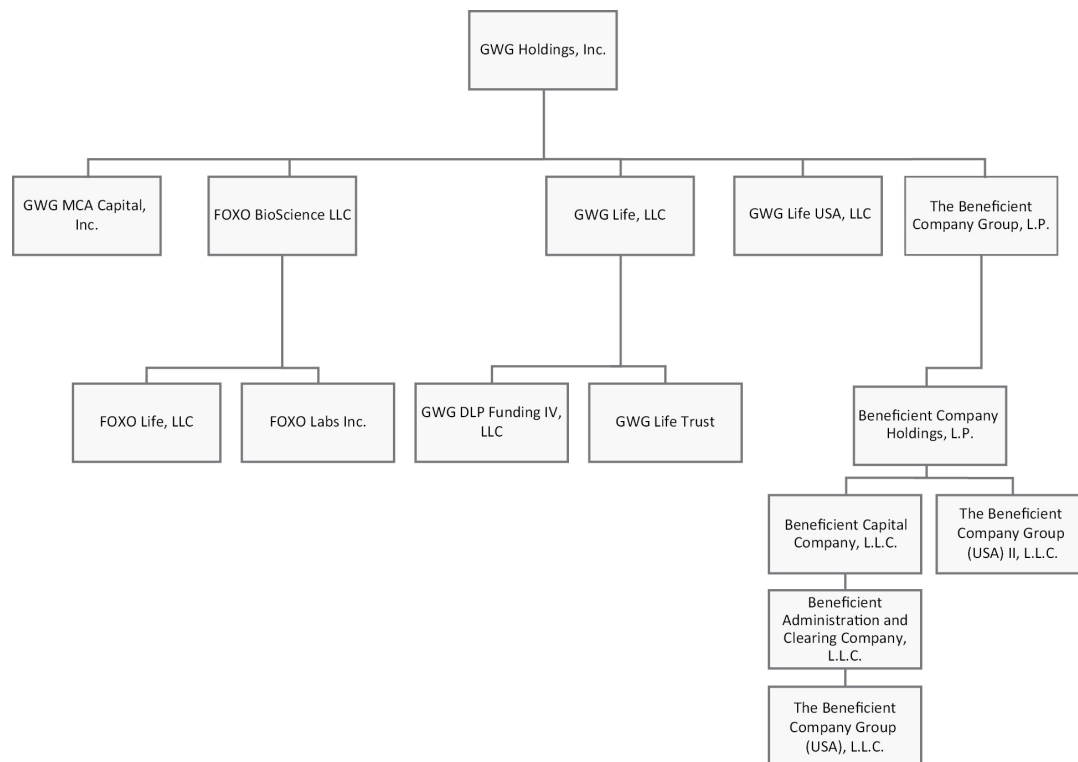 GWG Holdings, Inc.
GWG MCA Capital,
Inc.
FOXO BioScience LLC
GWG Life, LLC
GWG Life USA, LLC
The Beneficient
Company Group, L.P.
FOXO Life, LLC
FOXO Labs Inc.
GWG DLP Funding IV,
LLC
GWG Life Trust
Beneficient Company
Holdings, L.P.
Beneficient Capital
Company, L.L.C.
The Beneficient
Company Group
(USA) II, L.L.C.
Beneficient
Administration and
Clearing Company,
L.L.C.
The Beneficient
Company Group
(USA), L.L.C.